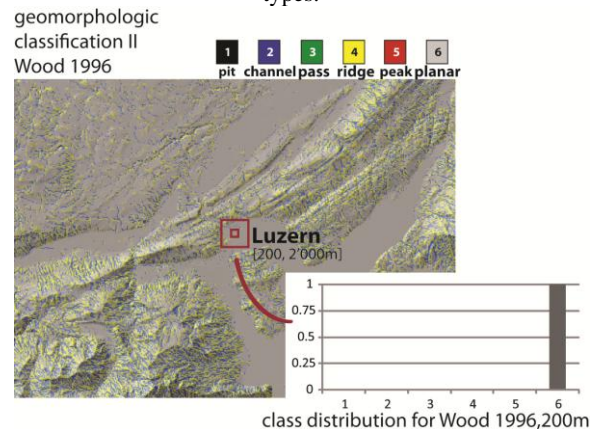 types.
geomorphologic
classification II
Wood 1996
1 2 3 4 5 6
pit channel pass ridge peak planar
Luzern
[200, 2'000m]
1
0.75
0.5
0.25
0
1 2 3 4 5 6
class distribution for Wood 1996,200m